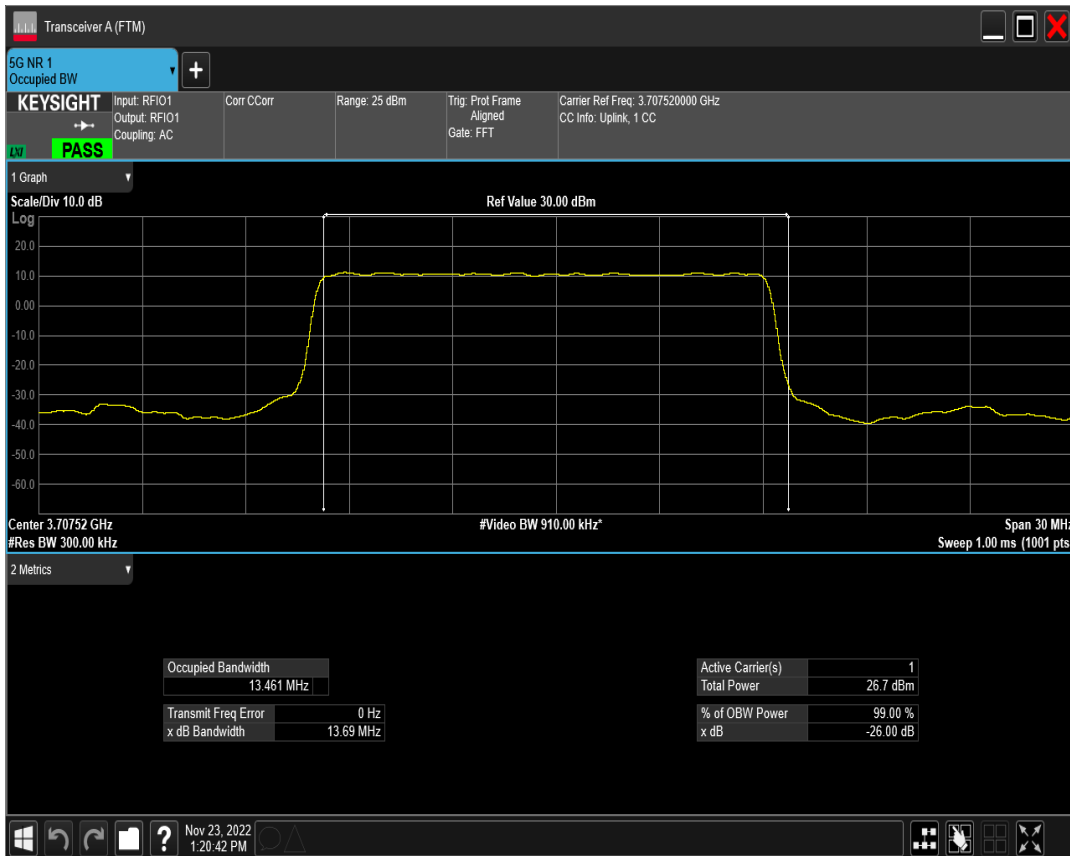 Transceiver A (FTM)
5G NR 1
Occupied BW
+
KEYSIGHT
LXI
PASS
Input: RFIO1
Output: RFIO1
Coupling: AC
Corr CCorr
Range: 25 dBm
Trig: Prot Frame
Aligned
Gate: FFT
Carrier Ref Freq: 3.707520000 GHz
CC Info: Uplink, 1 CC
1 Graph
Scale/Div 10.0 dB
Ref Value 30.00 dBm
Log
20.0
10.0
0.00
-10.0
-20.0
-30.0
-40.0
-50.0
-60.0
Center 3.70752 GHz
#Video BW 910.00 kHz*
Span 30 MHz
#Res BW 300.00 kHz
Sweep 1.00 ms (1001 pts
2 Metrics
Occupied Bandwidth
13.461 MHz
Transmit Freq Error 0 Hz
x dB Bandwidth 13.69 MHz
Active Carrier(s) 1
Total Power 26.7 dBm
% of OBW Power 99.00 %
x dB -26.00 dB
?
Nov 23, 2022
1:20:42 PM